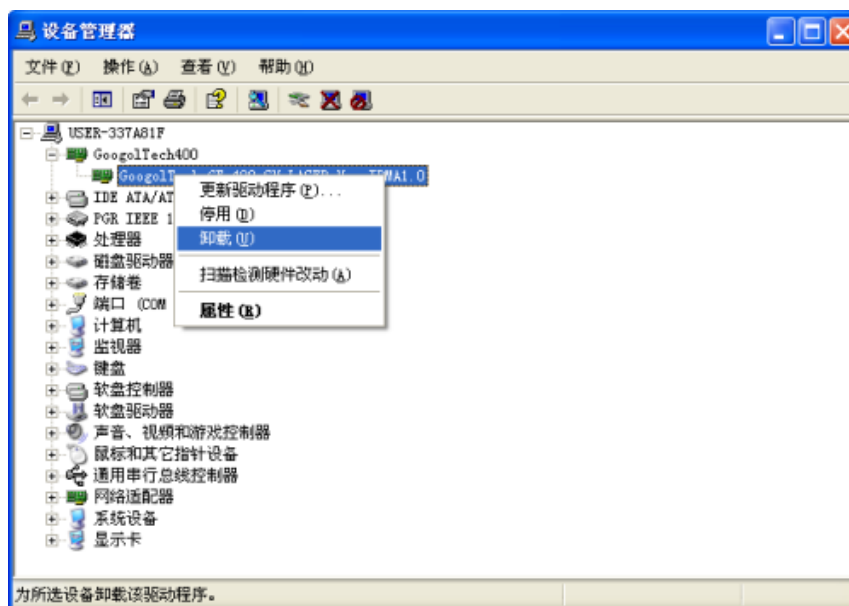 设备管理器
文件(F) 操作(A) 查看(V) 帮助(H)
USER-337A81F
GoogolTech400
GoogolT
IDE ATA/AT
PGR IEEE 1
处理器
磁盘驱动器
存储卷
端口 (COM
计算机
监视器
键盘
软盘控制器
软盘驱动器
声音、视频和游戏控制器
鼠标和其它指针设备
通用串行总线控制器
网络适配器
系统设备
显示卡
更新驱动程序(P)...
停用(D)
卸载(U)
扫描检测硬件改动(A)
属性(R)
为所选设备卸载该驱动程序。